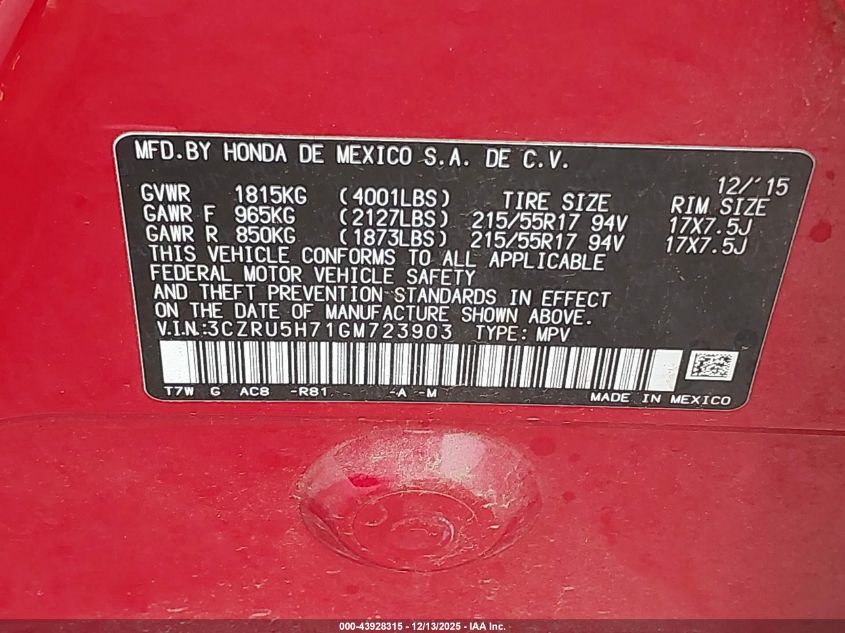 MFD.BY HONDA DE MEXICO S.A. DE C.V.
12/'15
GVWR 1815KG (4001LBS) TIRE SIZE RIM SIZE
GAWR F 965KG (2127LBS) 215/55R17 94V 17X7.5J
GAWR R 850KG (1873LBS) 215/55R17 94V 17X7.5J
THIS VEHICLE CONFORMS TO ALL APPLICABLE
FEDERAL MOTOR VEHICLE SAFETY
AND THEFT PREVENTION STANDARDS IN EFFECT
ON THE DATE OF MANUFACTURE SHOWN ABOVE.
V.I.N.:3CZRU5H71GM723903 TYPE: MPV
T7W G AC8 -R81 -A -M
MADE IN MEXICO
000-43928315 - 12/13/2025 - IAA Inc.